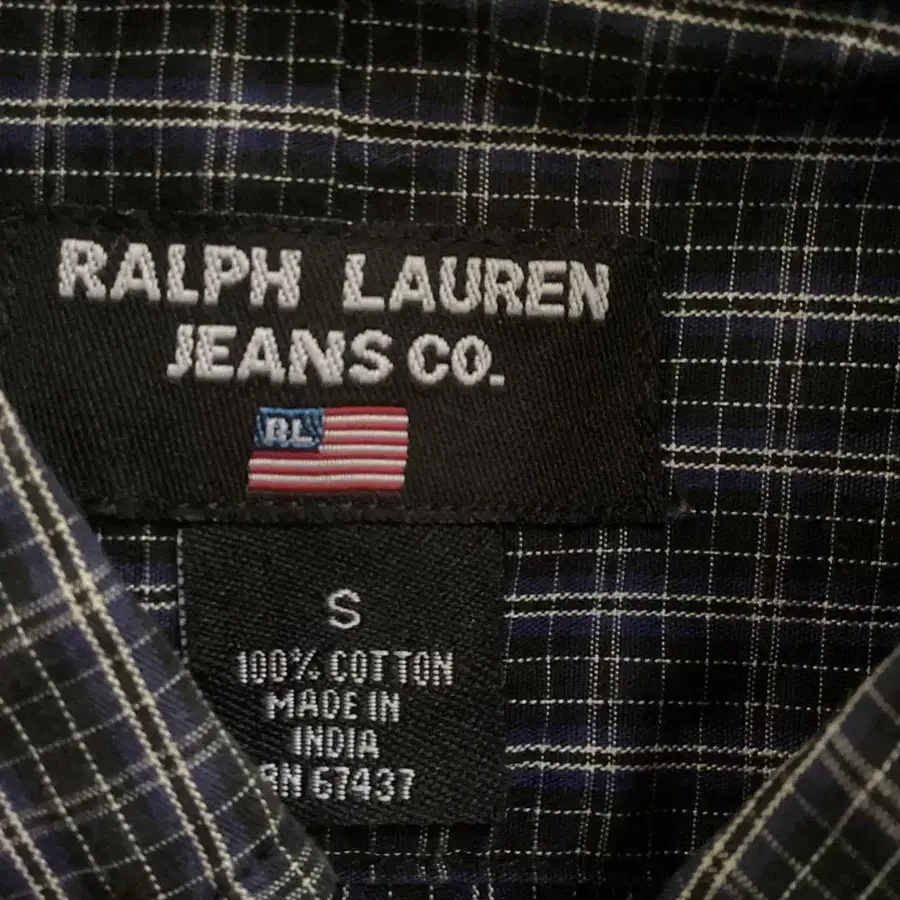 RALPH LAUREN
JEANS CO.
RL
S
100% COTTON
MADE IN
INDIA
RN 67437